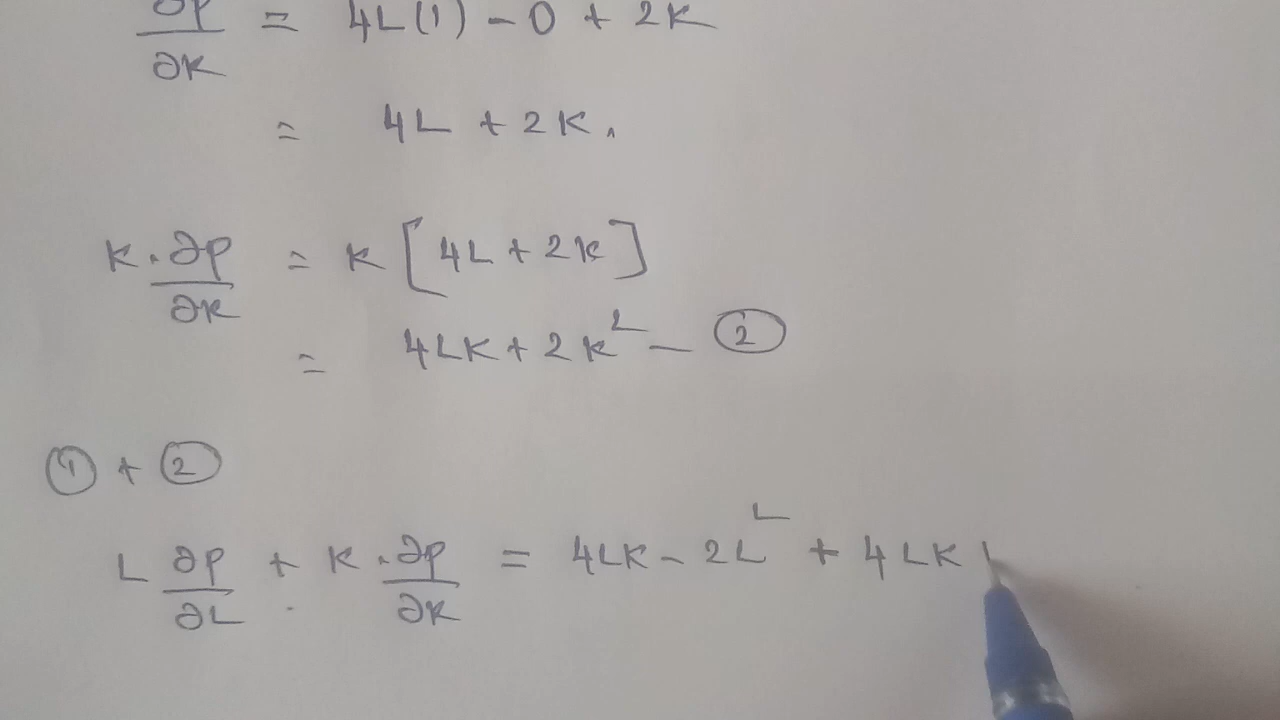 ∂p/∂K = 4L(1) - 0 + 2K
= 4L + 2K.
K.∂p/∂K = K[4L + 2K]
= 4LK + 2K² — ②
① + ②
L ∂p/∂L + K.∂p/∂K = 4LK - 2L² + 4LK